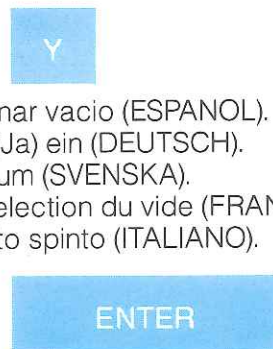 Y
nar vacio (ESPANOL).
Ja) ein (DEUTSCH).
um (SVENSKA).
election du vide (FRAN
to spinto (ITALIANO).
ENTER